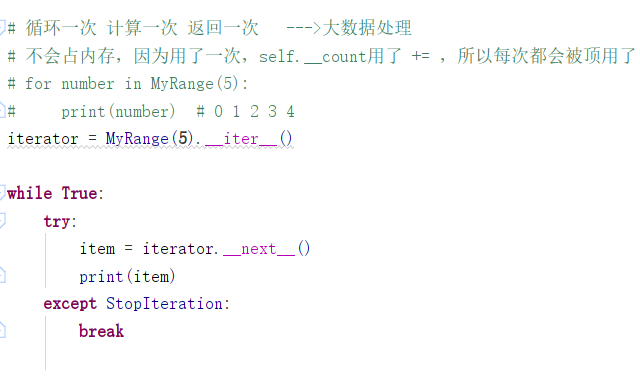 # 循环一次 计算一次 返回一次   --->大数据处理
# 不会占内存，因为用了一次，self.__count用了 += ，所以每次都会被顶用了
# for number in MyRange(5):
#     print(number)  # 0 1 2 3 4
iterator = MyRange(5).__iter__()
while True:
    try:
        item = iterator.__next__()
        print(item)
    except StopIteration:
        break